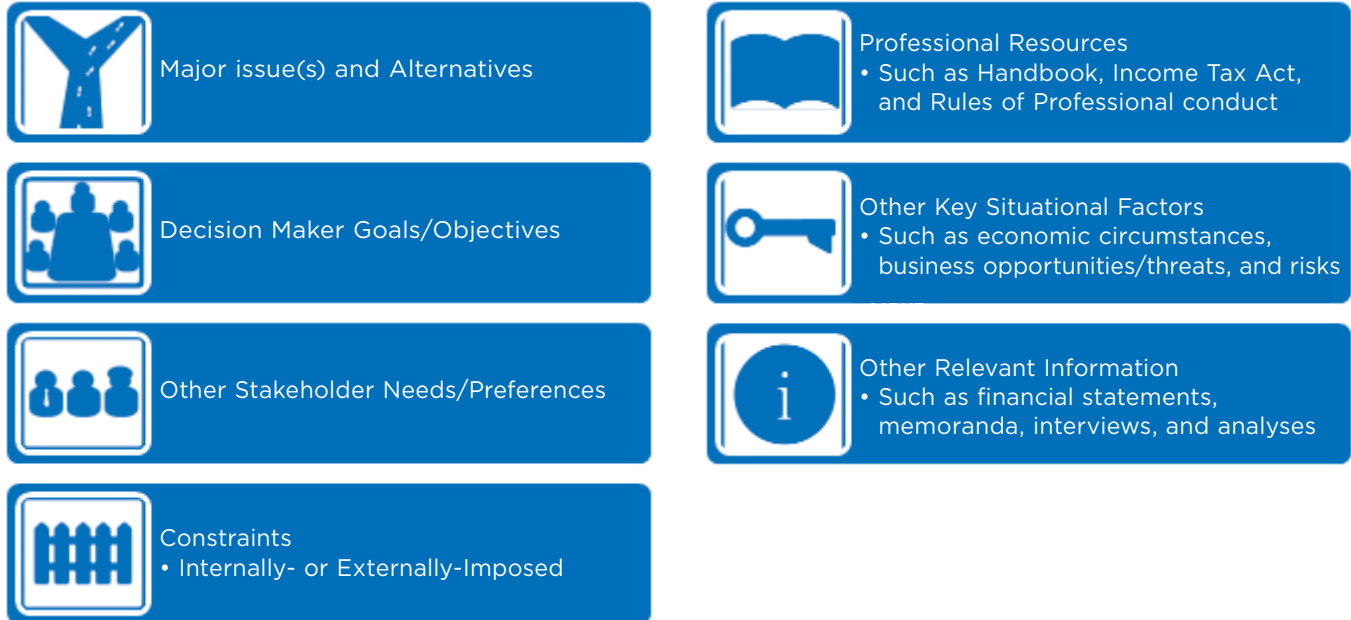 Major issue(s) and Alternatives
Decision Maker Goals/Objectives
Other Stakeholder Needs/Preferences
Constraints
• Internally- or Externally-Imposed
Professional Resources
• Such as Handbook, Income Tax Act,
and Rules of Professional conduct
Other Key Situational Factors
• Such as economic circumstances,
business opportunities/threats, and risks
i
Other Relevant Information
• Such as financial statements,
memoranda, interviews, and analyses